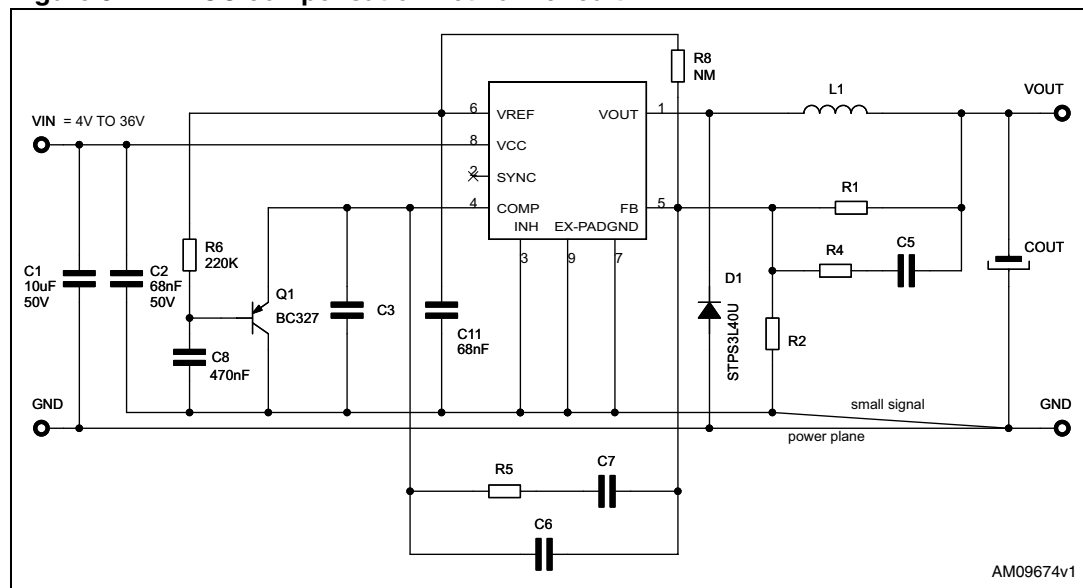 R8
NM
L1
VOUT
VIN = 4V TO 36V
6
VREF
VOUT
1
8
VCC
2
SYNC
4
COMP
FB
5
R1
INH
EX-PADGND
3
9
7
R4
C5
COUT
R6
220K
C1
10uF
50V
C2
68nF
50V
Q1
BC327
C3
C11
68nF
D1
STPS3L40U
R2
C8
470nF
GND
small signal
GND
power plane
R5
C7
C6
AM09674v1